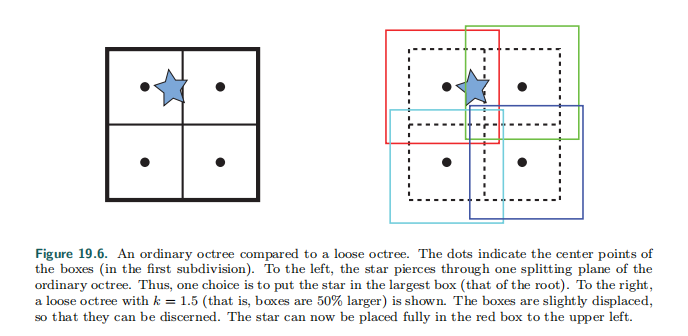 Figure 19.6. An ordinary octree compared to a loose octree. The dots indicate the center points of
the boxes (in the first subdivision). To the left, the star pierces through one splitting plane of the
ordinary octree. Thus, one choice is to put the star in the largest box (that of the root). To the right,
a loose octree with k = 1.5 (that is, boxes are 50% larger) is shown. The boxes are slightly displaced,
so that they can be discerned. The star can now be placed fully in the red box to the upper left.